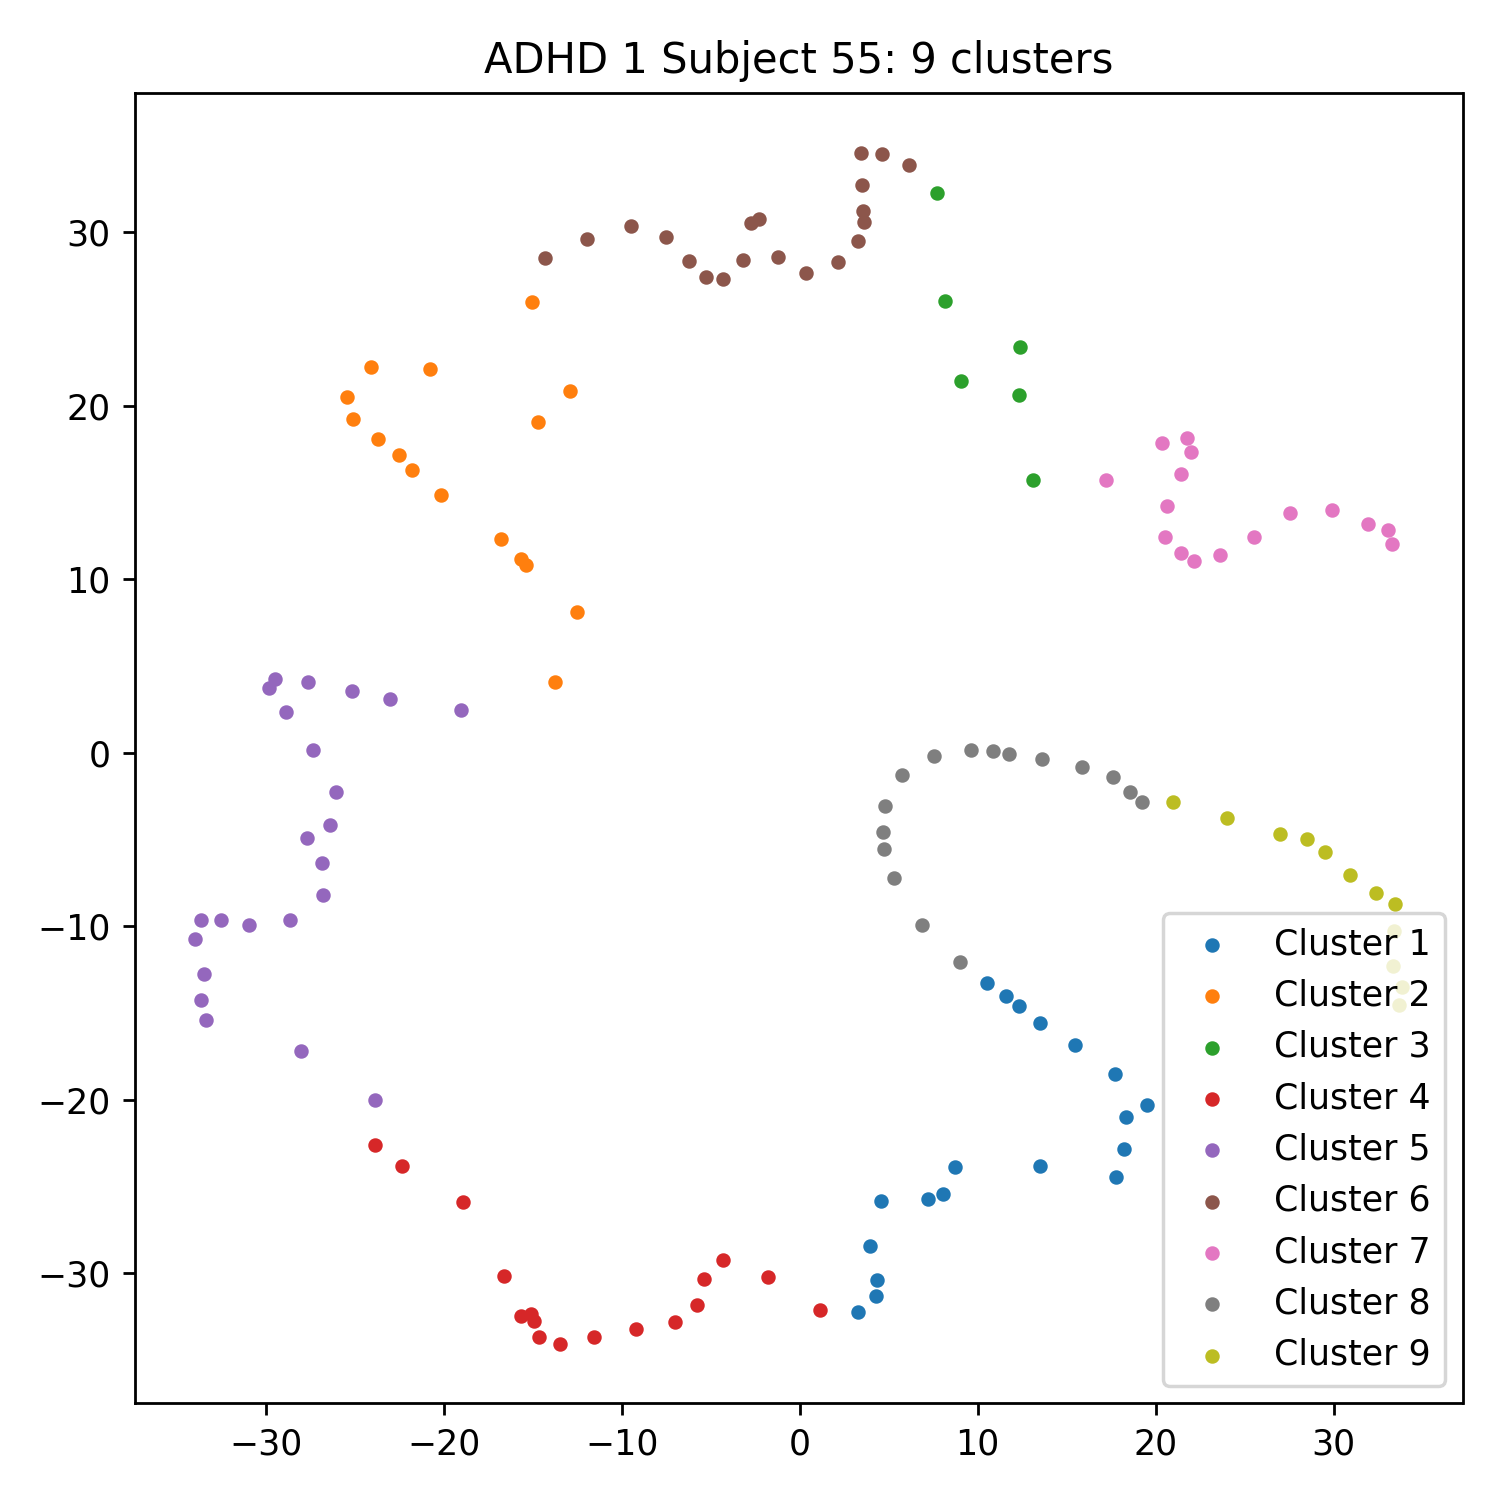 ADHD 1 Subject 55: 9 clusters
30
20
10
0
−10
−20
−30
−30 −20 −10 0 10 20 30
Cluster 1
Cluster 2
Cluster 3
Cluster 4
Cluster 5
Cluster 6
Cluster 7
Cluster 8
Cluster 9